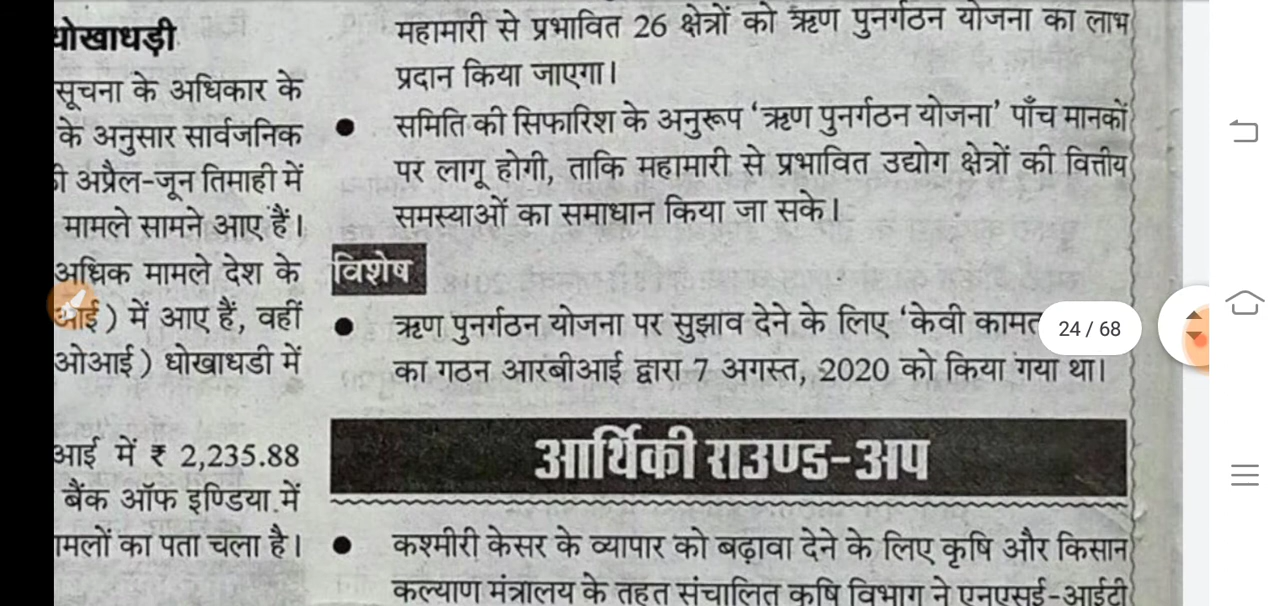 धोखाधड़ी
सूचना के अधिकार के
के अनुसार सार्वजनिक
अप्रैल-जून तिमाही में
मामले सामने आए हैं।
अधिक मामले देश के
आई) में आए हैं, वहीं
ओआई) धोखाधडी में
आई में ₹ 2,235.88
बैंक ऑफ इण्डिया में
का पता चला है।
महामारी से प्रभावित 26 क्षेत्रों को ऋण पुनर्गठन योजना का लाभ
प्रदान किया जाएगा।
● समिति की सिफारिश के अनुरूप ‘ऋण पुनर्गठन योजना’ पाँच मानकों
पर लागू होगी, ताकि महामारी से प्रभावित उद्योग क्षेत्रों की वित्तीय
समस्याओं का समाधान किया जा सके।
विशेष
● ऋण पुनर्गठन योजना पर सुझाव देने के लिए ‘केवी कामत
का गठन आरबीआई द्वारा 7 अगस्त, 2020 को किया गया था।
आर्थिकी राउण्ड-अप
● कश्मीरी केसर के व्यापार को बढ़ावा देने के लिए कृषि और किसान
कल्याण मंत्रालय के तहत संचालित कृषि विभाग ने एनएसई-आईटी
24 / 68